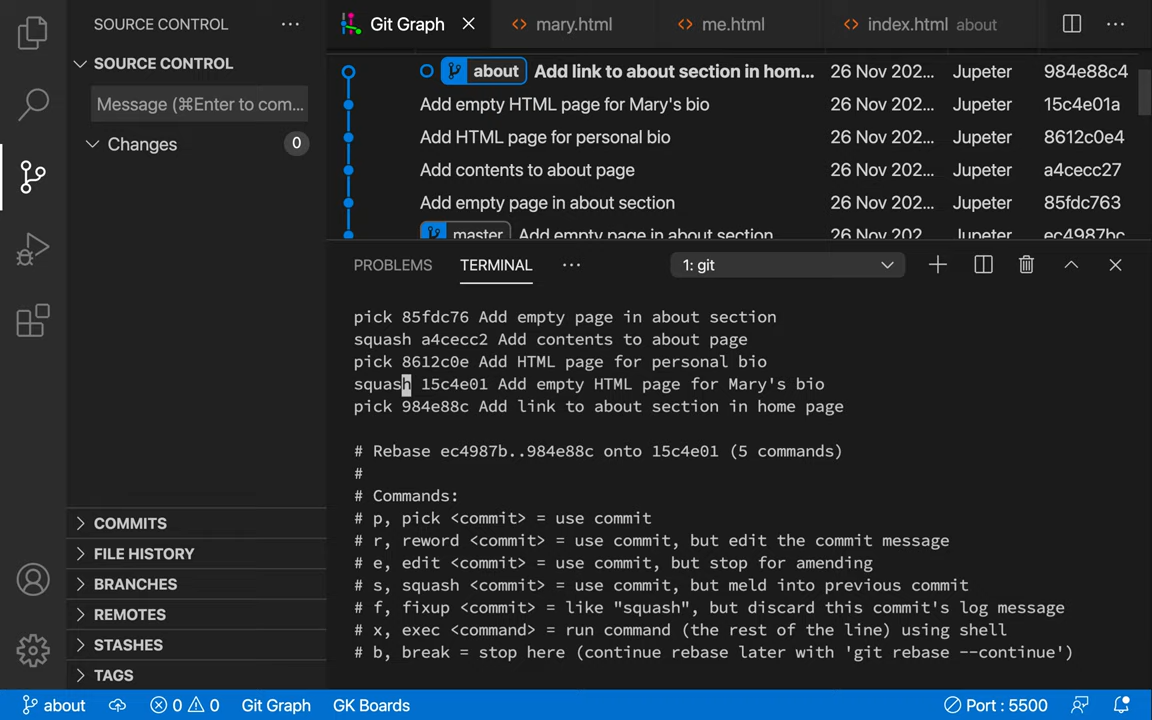 SOURCE CONTROL ...
Git Graph
mary.html
me.html
index.html about
...
SOURCE CONTROL
Message (⌘Enter to com...
Changes 0
about Add link to about section in hom... 26 Nov 202... Jupeter 984e88c4
Add empty HTML page for Mary's bio 26 Nov 202... Jupeter 15c4e01a
Add HTML page for personal bio 26 Nov 202... Jupeter 8612c0e4
Add contents to about page 26 Nov 202... Jupeter a4cecc27
Add empty page in about section 26 Nov 202... Jupeter 85fdc763
master Add empty page in about section 26 Nov 202 Jupeter ec4987bc
PROBLEMS TERMINAL ... 1: git
pick 85fdc76 Add empty page in about section
squash a4cecc2 Add contents to about page
pick 8612c0e Add HTML page for personal bio
squash 15c4e01 Add empty HTML page for Mary's bio
pick 984e88c Add link to about section in home page
# Rebase ec4987b..984e88c onto 15c4e01 (5 commands)
#
# Commands:
# p, pick <commit> = use commit
# r, reword <commit> = use commit, but edit the commit message
# e, edit <commit> = use commit, but stop for amending
# s, squash <commit> = use commit, but meld into previous commit
# f, fixup <commit> = like "squash", but discard this commit's log message
# x, exec <command> = run command (the rest of the line) using shell
# b, break = stop here (continue rebase later with 'git rebase --continue')
COMMITS
FILE HISTORY
BRANCHES
REMOTES
STASHES
TAGS
about 0 0 Git Graph GK Boards Port : 5500